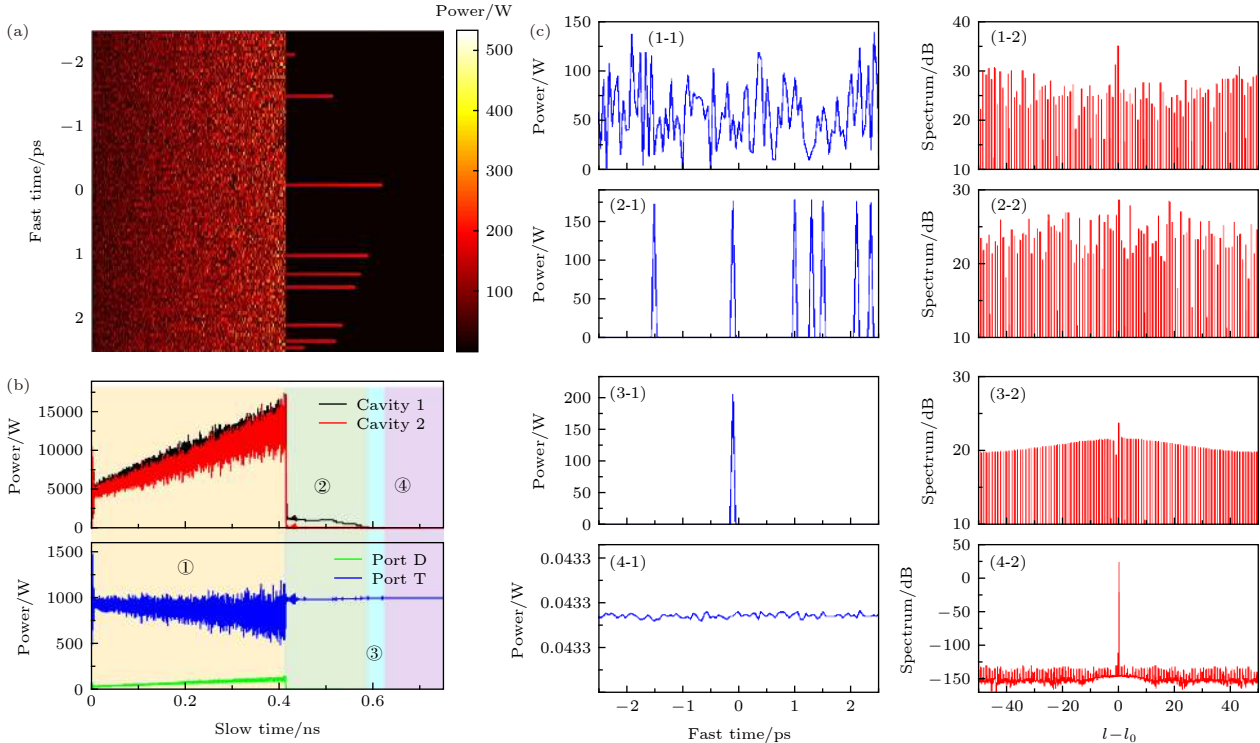 (a)
Power/W
500
400
300
200
100
Fast time/ps
−2
−1
0
1
2
(b)
Power/W
15000
10000
5000
0
Cavity 1
Cavity 2
② ④
Power/W
1500
1000
500
0
Port D
Port T
① ③
0 0.2 0.4 0.6
Slow time/ns
(c)
Power/W
150
100
50
0
(1-1)
Spectrum/dB
40
30
20
10
(1-2)
Power/W
150
100
50
0
(2-1)
Spectrum/dB
30
20
10
(2-2)
Power/W
200
150
100
50
0
(3-1)
Spectrum/dB
30
20
10
(3-2)
Power/W
0.0433
0.0433
0.0433
(4-1)
−2 −1 0 1 2
Fast time/ps
Spectrum/dB
50
0
−50
−100
−150
(4-2)
−40 −20 0 20 40
l−l0